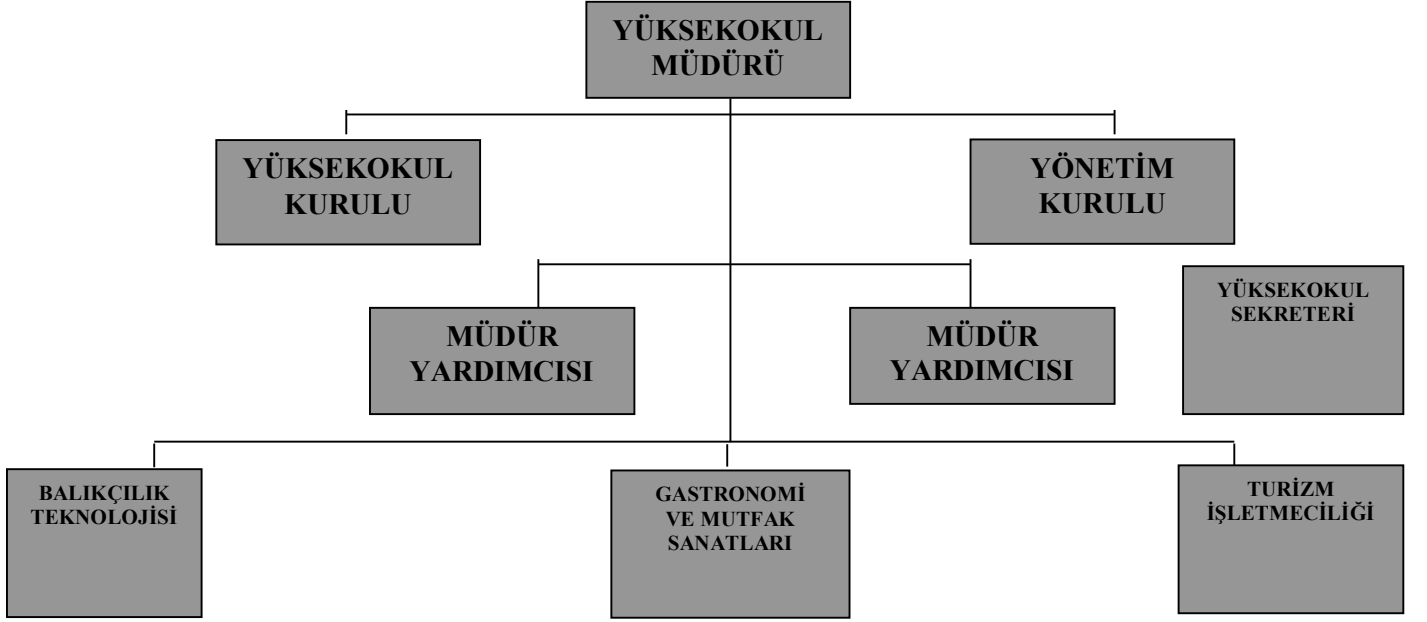 YÜKSEKOKUL
MÜDÜRÜ
YÜKSEKOKUL
KURULU
YÖNETİM
KURULU
MÜDÜR
YARDIMCISI
MÜDÜR
YARDIMCISI
YÜKSEKOKUL
SEKRETERİ
BALIKÇILIK
TEKNOLOJİSİ
GASTRONOMİ
VE MUTFAK
SANATLARI
TURİZM
İŞLETMECİLİĞİ